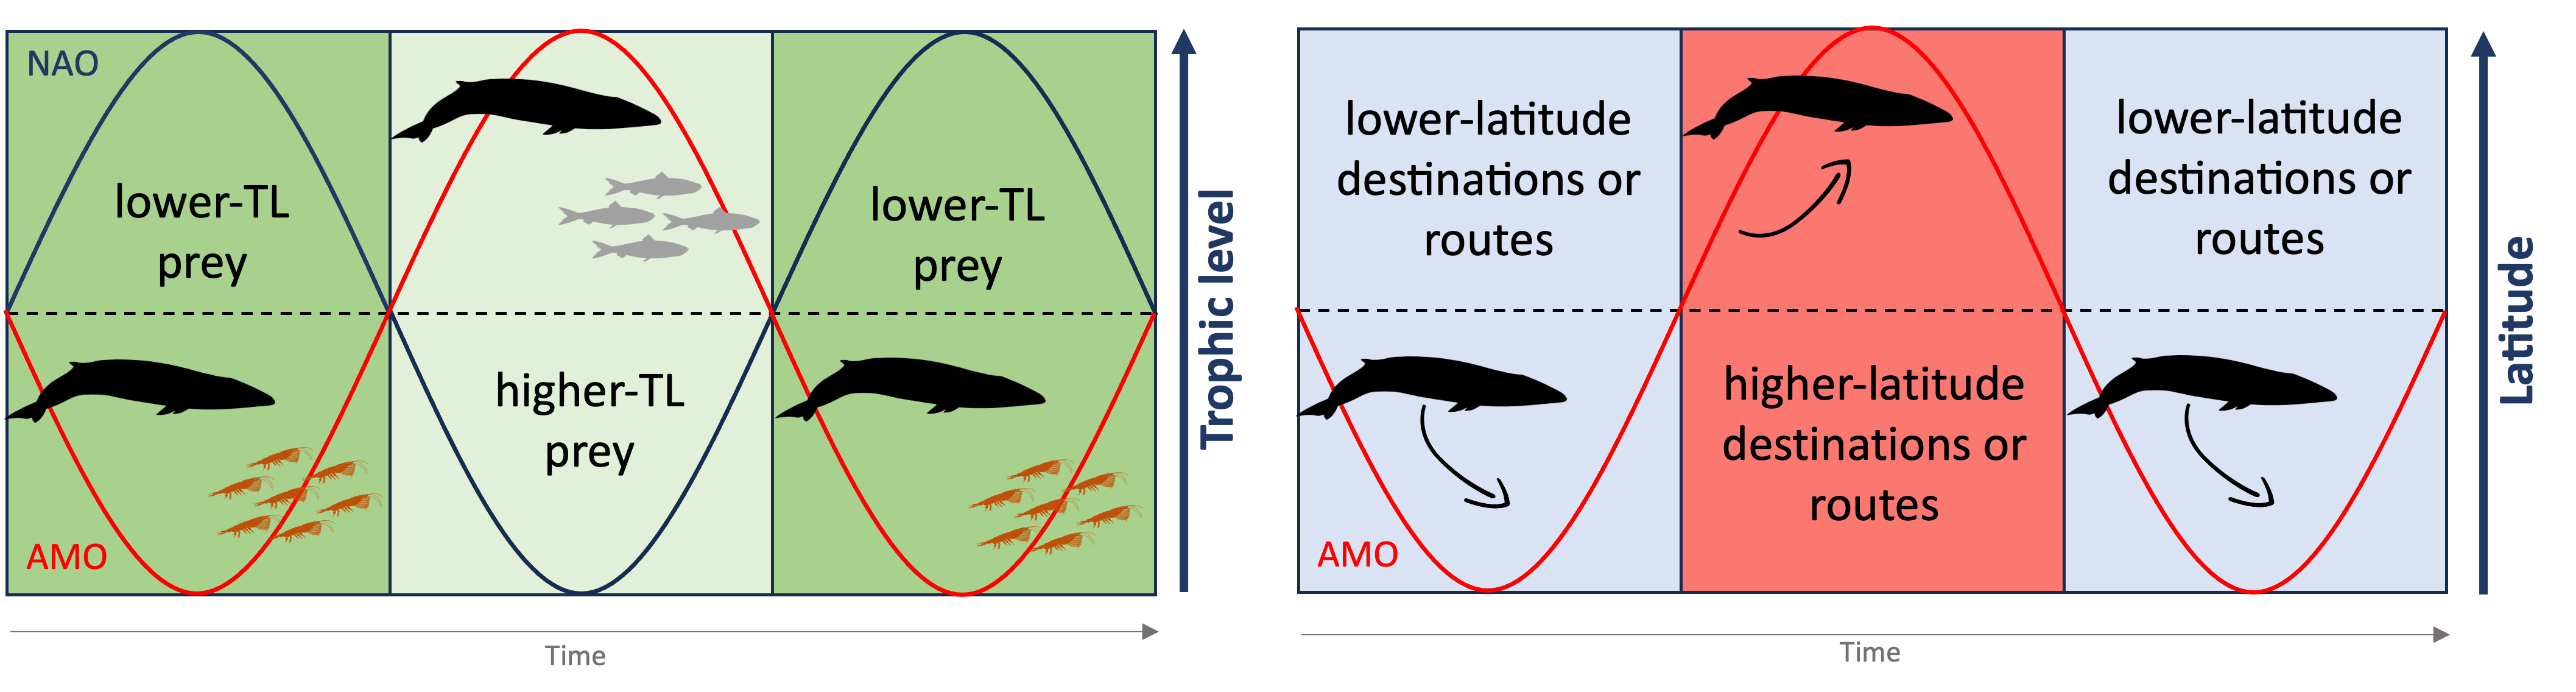 NAO
lower-TL
prey
AMO
higher-TL
prey
lower-TL
prey
Trophic level
Time
lower-latitude
destinations or
routes
AMO
higher-latitude
destinations or
routes
lower-latitude
destinations or
routes
Latitude
Time